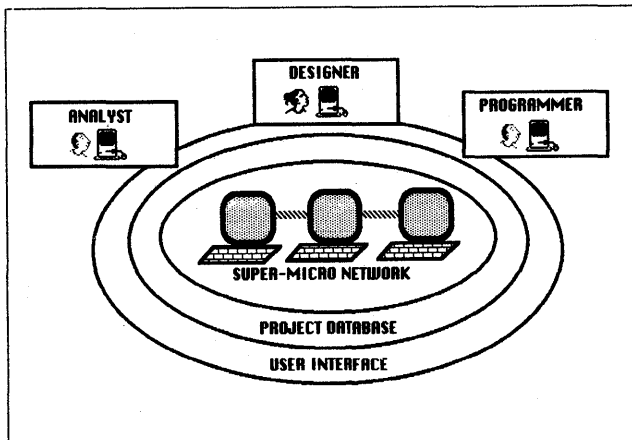 DESIGNER
ANALYST
PROGRAMMER
SUPER-MICRO NETWORK
PROJECT DATABASE
USER INTERFACE